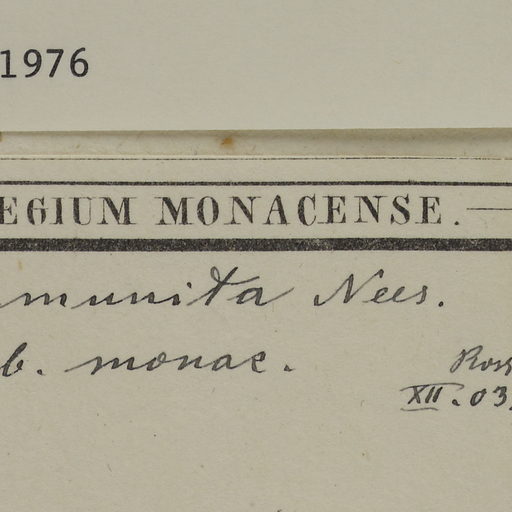 1976
EGIUM MONACENSE.
munita Nees.
b. monac.
XII. 03